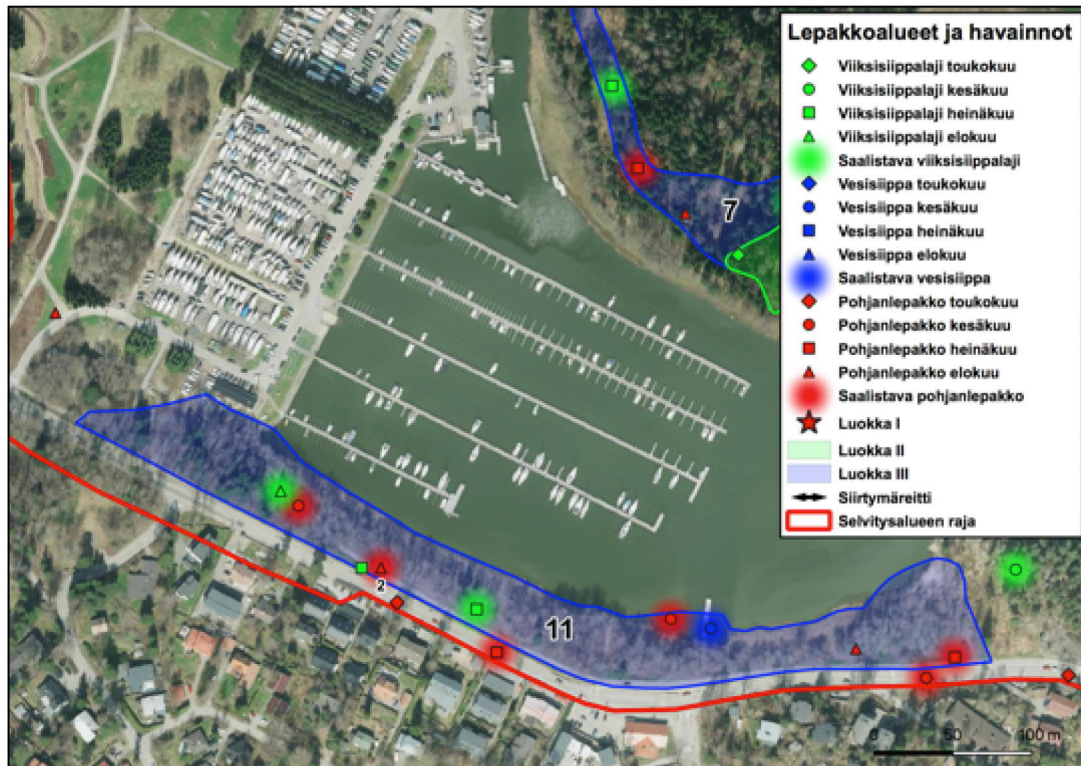 Lepakkoalueet ja havainnot
Viiksisiippalaji toukokuu
Viiksisiippalaji kesäkuu
Viiksisiippalaji heinäkuu
Viiksisiippalaji elokuu
Saalistava viiksisiippalaji
Vesisiippa toukokuu
Vesisiippa kesäkuu
Vesisiippa heinäkuu
Vesisiippa elokuu
Saalistava vesisiippa
Pohjanlepakko toukokuu
Pohjanlepakko kesäkuu
Pohjanlepakko heinäkuu
Pohjanlepakko elokuu
Saalistava pohjanlepakko
Luokka I
Luokka II
Luokka III
Siirtymäreitti
Selvitysalueen raja
7
2
11
0 50 100 m